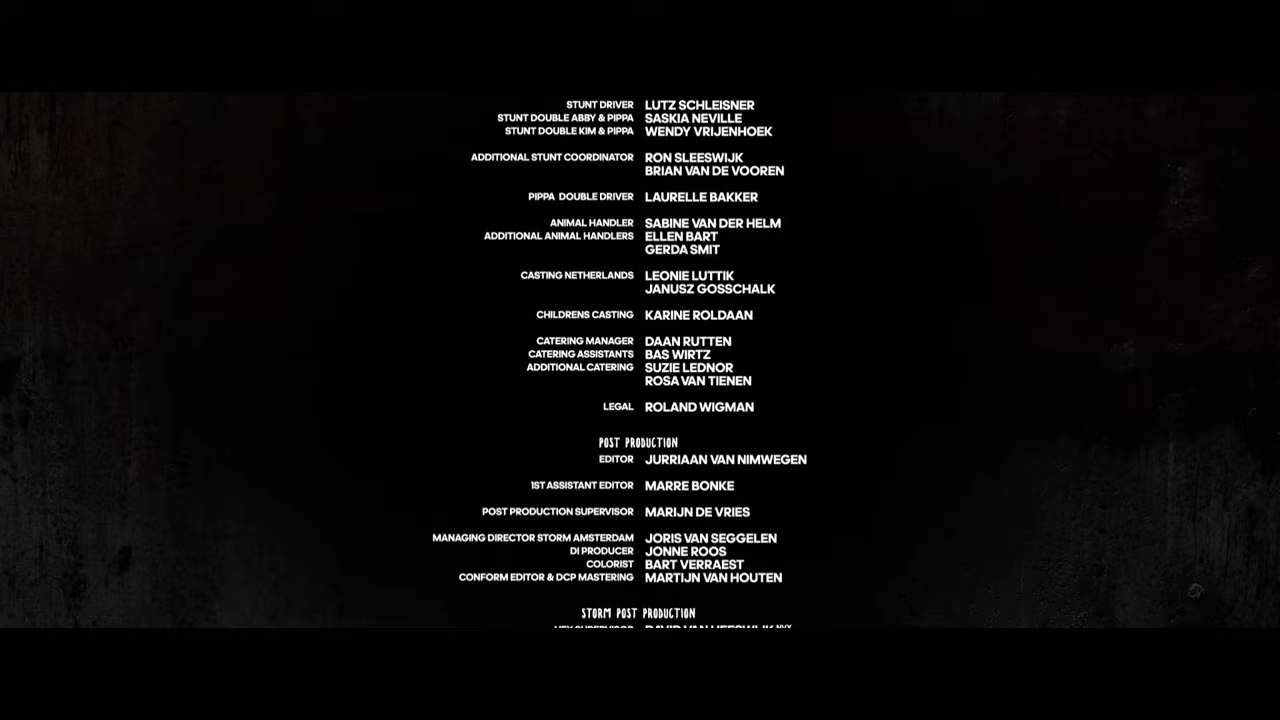 STUNT DRIVER LUTZ SCHLEISNER
STUNT DOUBLE ABBY & PIPPA SASKIA NEVILLE
STUNT DOUBLE KIM & PIPPA WENDY VRIJENHOEK
ADDITIONAL STUNT COORDINATOR RON SLEESWIJK
BRIAN VAN DE VOOREN
PIPPA DOUBLE DRIVER LAURELLE BAKKER
ANIMAL HANDLER SABINE VAN DER HELM
ADDITIONAL ANIMAL HANDLERS ELLEN BART
GERDA SMIT
CASTING NETHERLANDS LEONIE LUTTIK
JANUSZ GOSSCHALK
CHILDRENS CASTING KARINE ROLDAAN
CATERING MANAGER DAAN RUTTEN
CATERING ASSISTANTS BAS WIRTZ
ADDITIONAL CATERING SUZIE LEDNOR
ROSA VAN TIENEN
LEGAL ROLAND WIGMAN
POST PRODUCTION
EDITOR JURRIAAN VAN NIMWEGEN
1ST ASSISTANT EDITOR MARRE BONKE
POST PRODUCTION SUPERVISOR MARIJN DE VRIES
MANAGING DIRECTOR STORM AMSTERDAM JORIS VAN SEGGELEN
DI PRODUCER JONNE ROOS
COLORIST BART VERRAEST
CONFORM EDITOR & DCP MASTERING MARTIJN VAN HOUTEN
STORM POST PRODUCTION